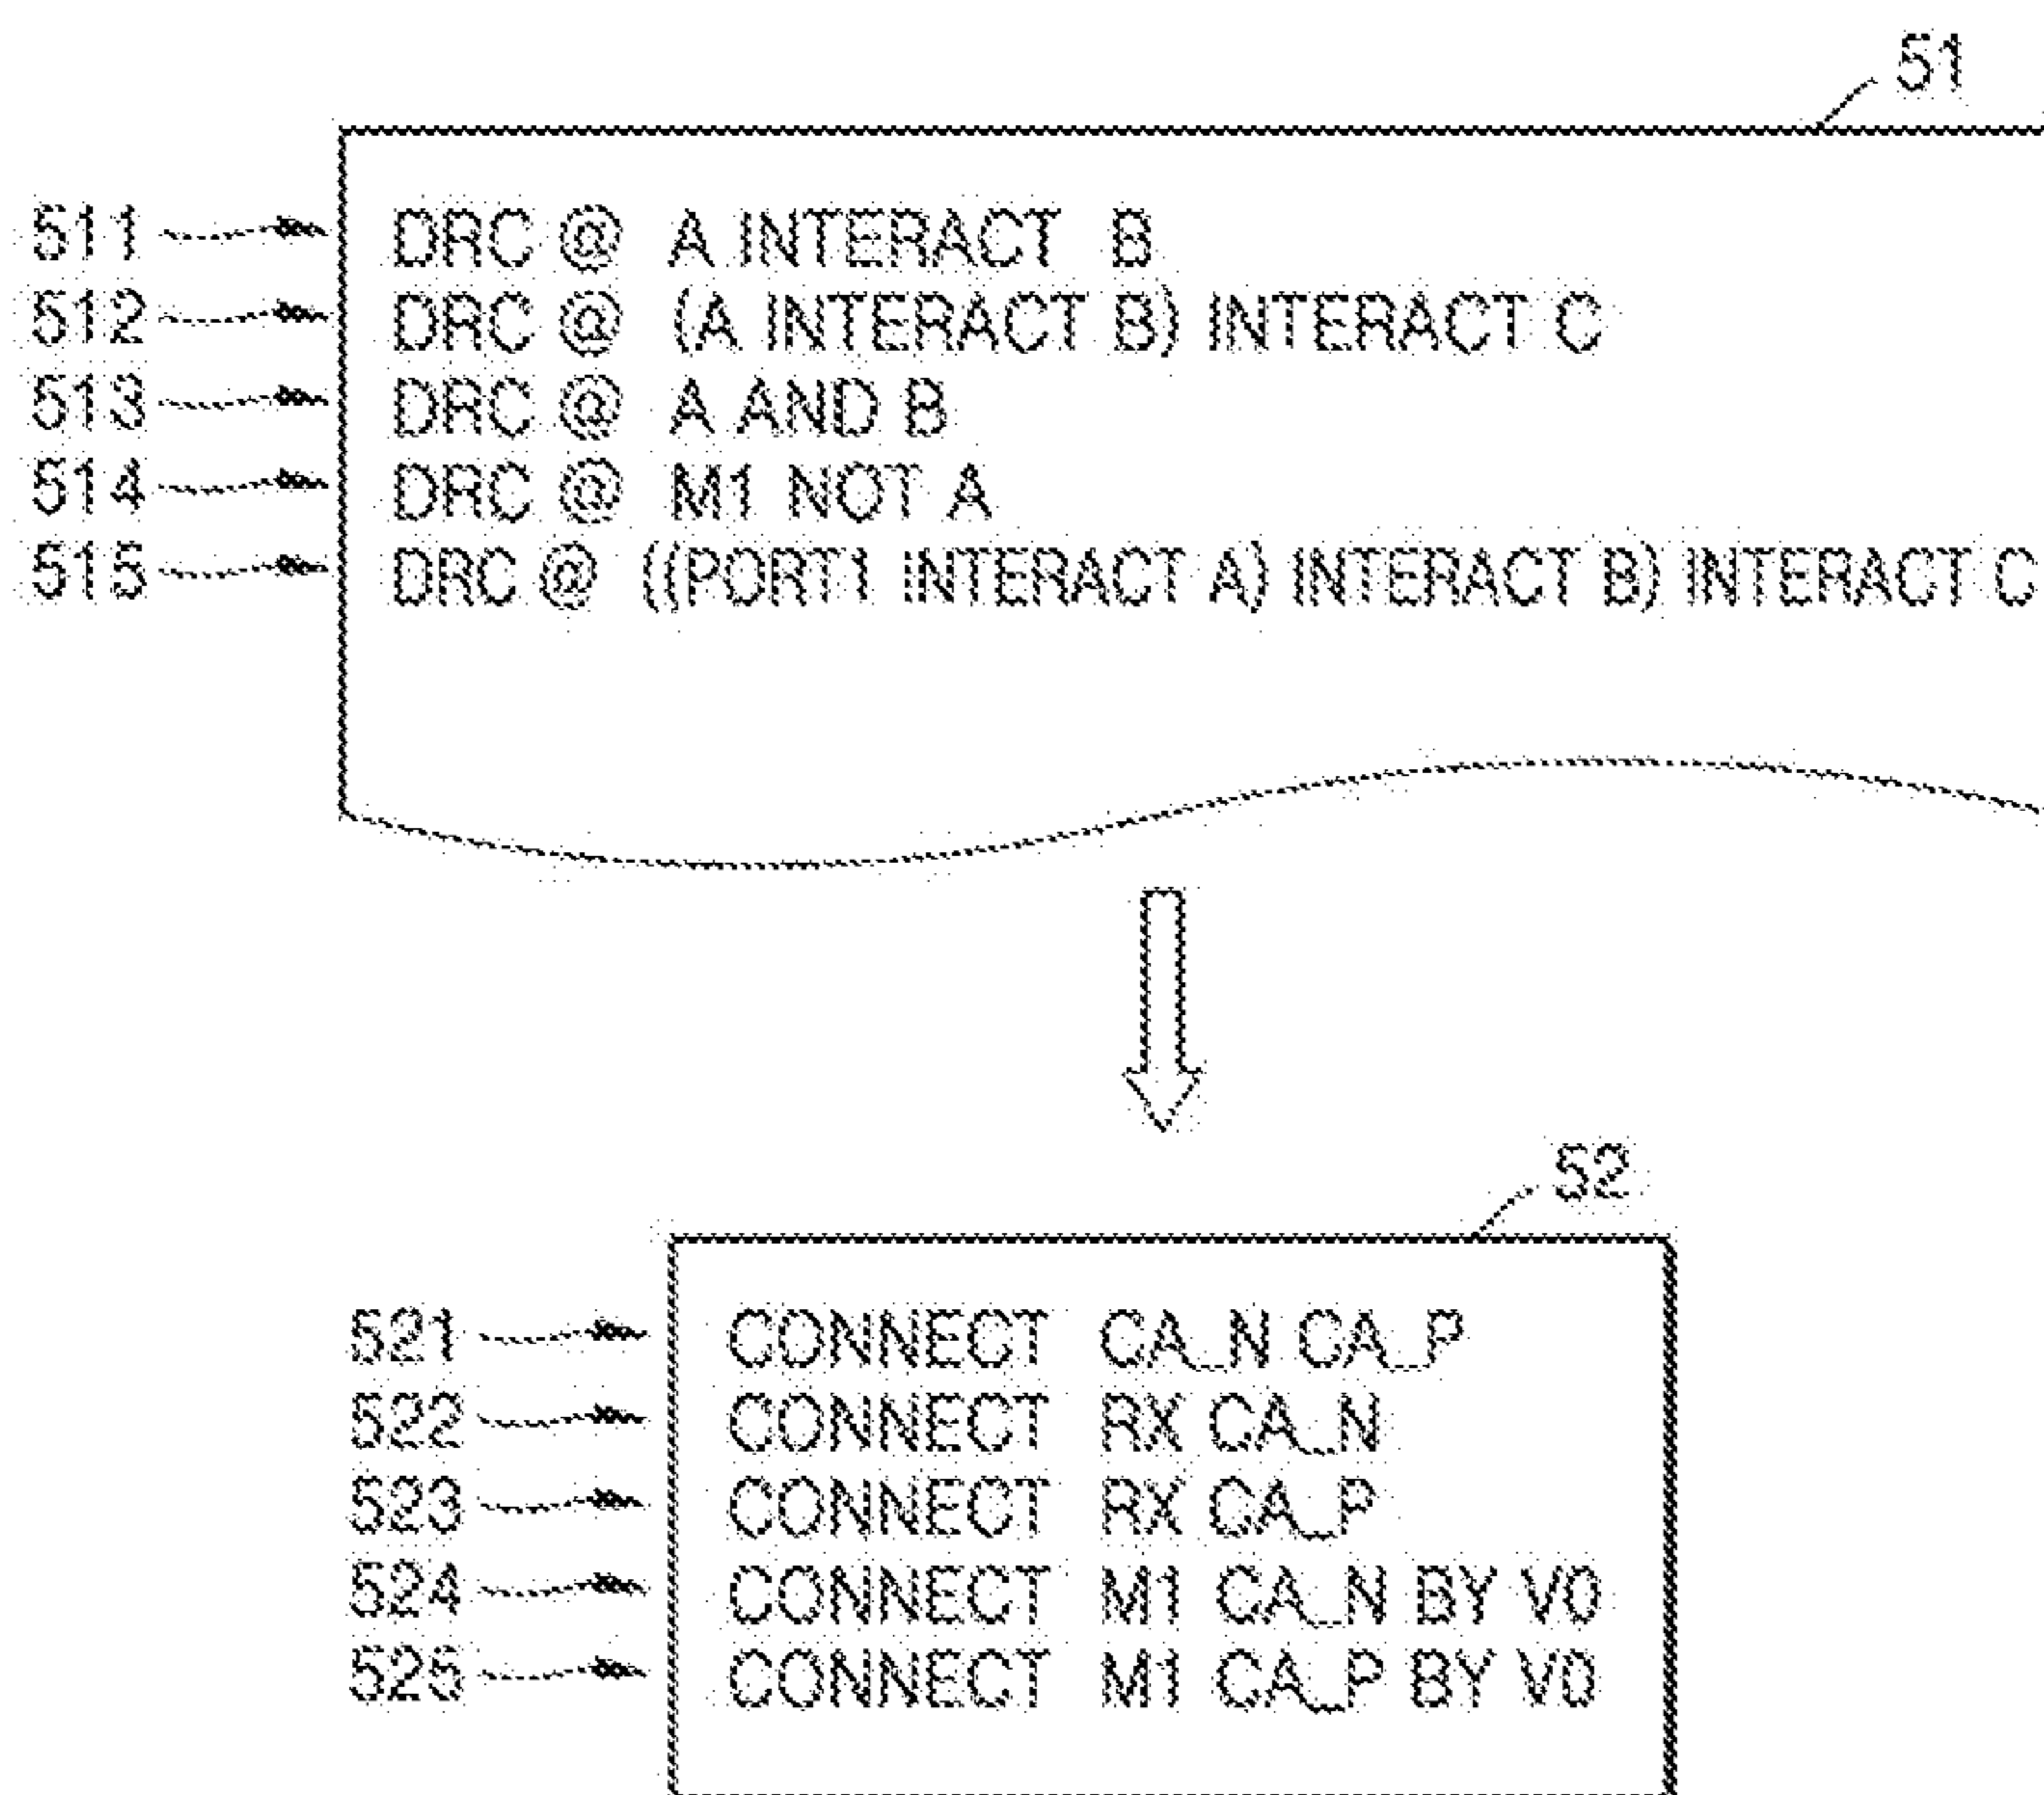 51
511 DRC @ A INTERACT B
512 DRC @ (A INTERACT B) INTERACT C
513 DRC @ A AND B
514 DRC @ M1 NOT A
515 DRC @ ((PORT1 INTERACT A) INTERACT B) INTERACT C
52
521 CONNECT CA_N CA_P
522 CONNECT RX CA_N
523 CONNECT RX CA_P
524 CONNECT M1 CA_N BY V0
525 CONNECT M1 CA_P BY V0